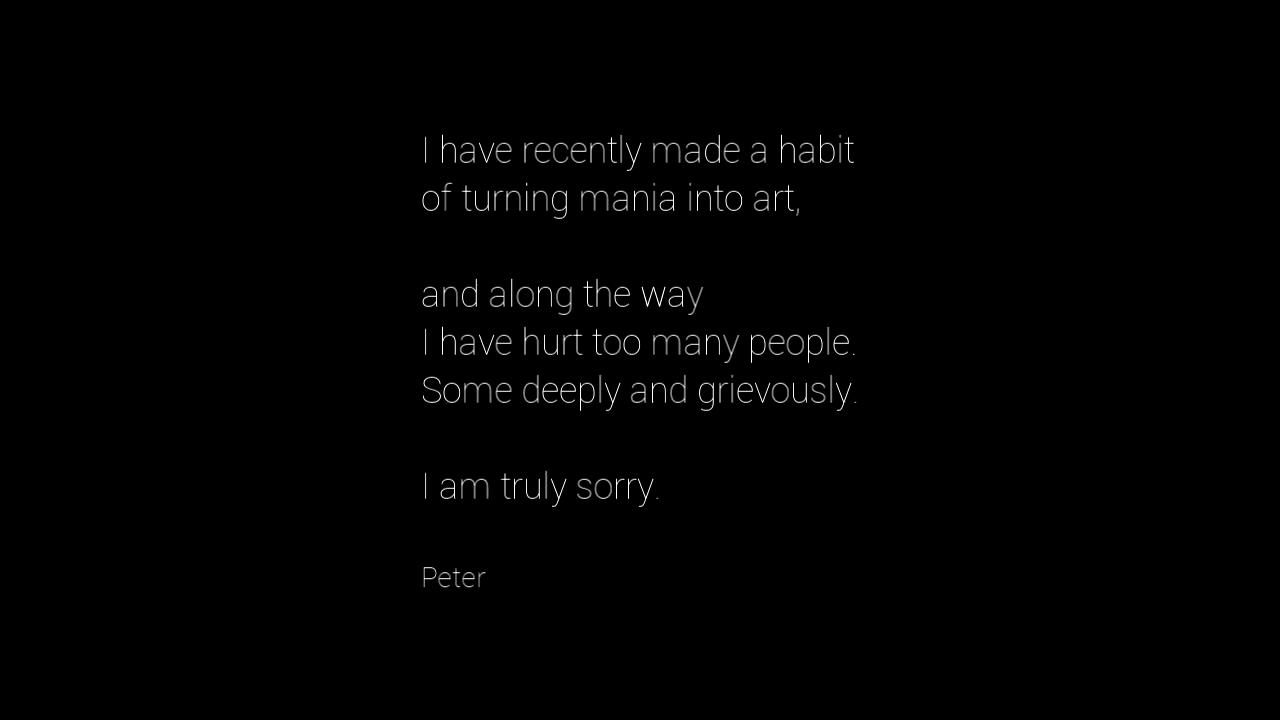 I have recently made a habit
of turning mania into art,
and along the way
I have hurt too many people.
Some deeply and grievously.
I am truly sorry.
Peter